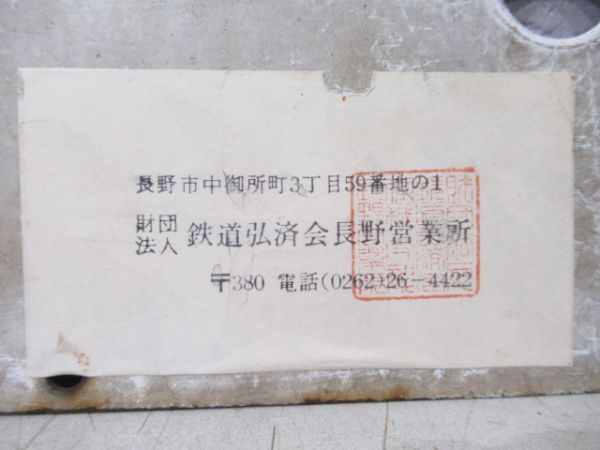 長野市中御所町3丁目59番地の1
財団法人 鉄道弘済会長野営業所
〒380 電話(0262)26-4422